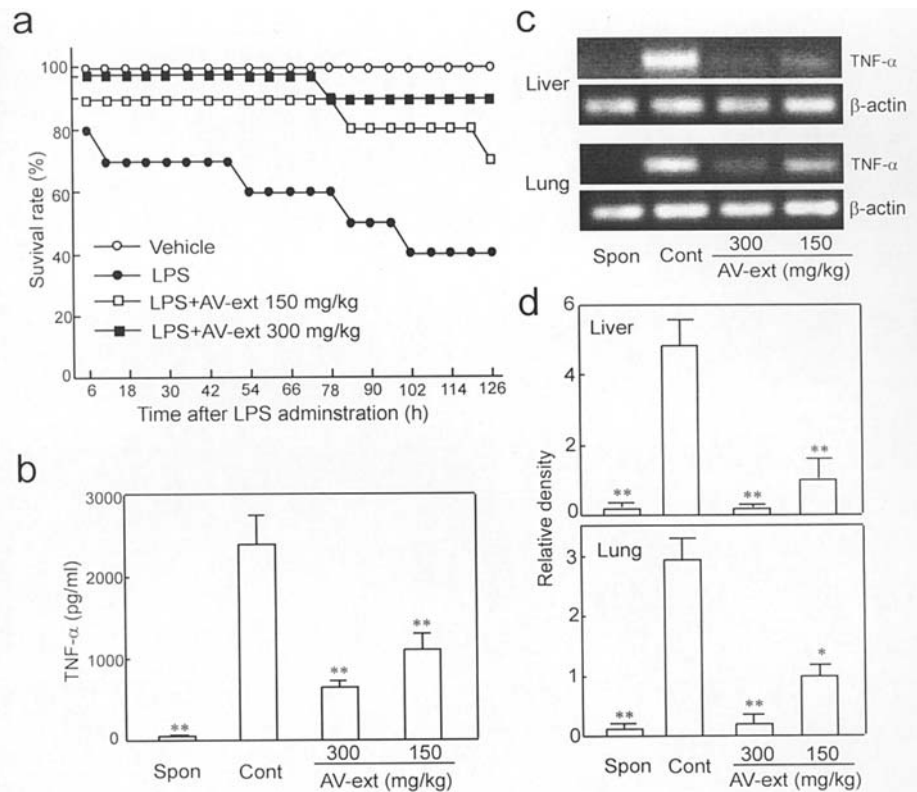 a
Suvival rate (%)
100
80
60
40
20
0
Vehicle
LPS
LPS+AV-ext 150 mg/kg
LPS+AV-ext 300 mg/kg
6 18 30 42 54 66 78 90 102 114 126
Time after LPS adminstration (h)
b
TNF-α (pg/ml)
3000
2000
1000
0
**
**
**
Spon Cont 300 150
AV-ext (mg/kg)
c
Liver
TNF-α
β-actin
Lung
TNF-α
β-actin
Spon Cont 300 150
AV-ext (mg/kg)
d
Relative density
Liver
6
4
2
0
**
**
**
Lung
3
2
1
0
**
**
*
Spon Cont 300 150
AV-ext (mg/kg)